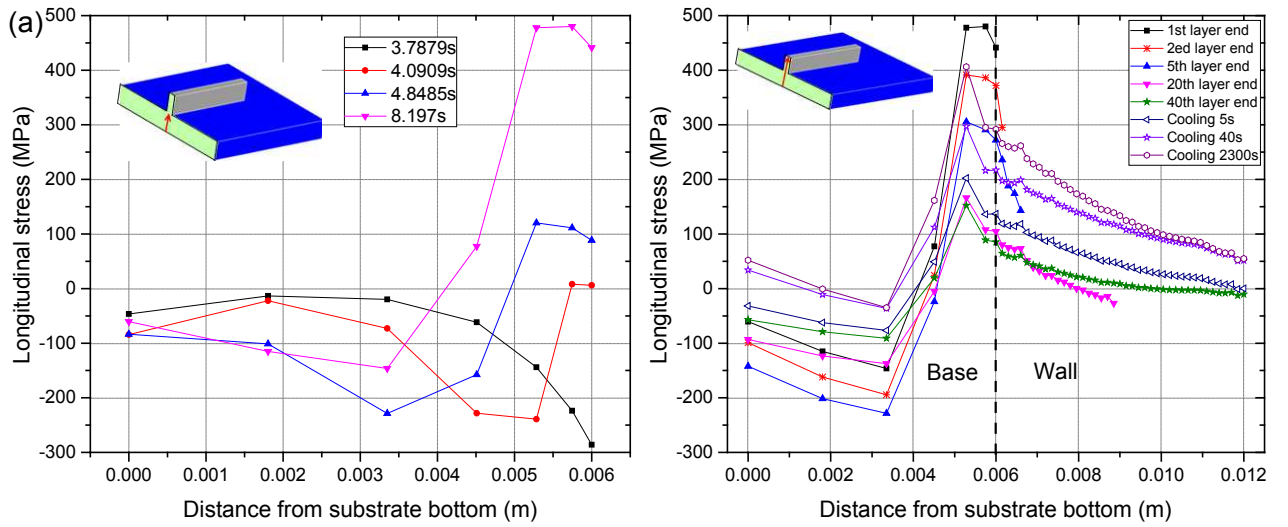 (a)
500
400
300
200
100
0
-100
-200
-300
Longitudinal stress (MPa)
0.000
0.001
0.002
0.003
0.004
0.005
0.006
Distance from substrate bottom (m)
3.7879s
4.0909s
4.8485s
8.197s
500
400
300
200
100
0
-100
-200
-300
Longitudinal stress (MPa)
0.000
0.002
0.004
0.006
0.008
0.010
0.012
Distance from substrate bottom (m)
1st layer end
2ed layer end
5th layer end
20th layer end
40th layer end
Cooling 5s
Cooling 40s
Cooling 2300s
Base
Wall